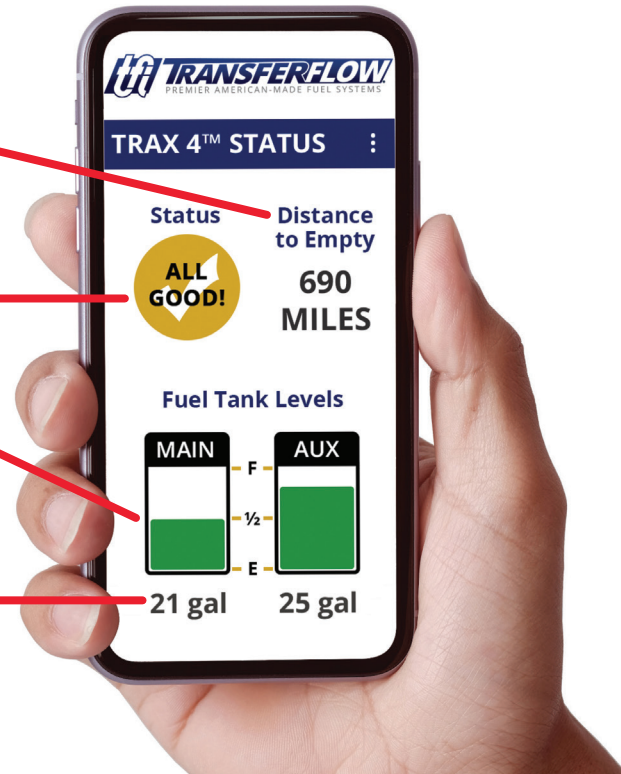 tfi TRANSFERFLOW
PREMIER AMERICAN-MADE FUEL SYSTEMS
TRAX 4™ STATUS
Status
Distance
to Empty
ALL
GOOD!
690
MILES
Fuel Tank Levels
MAIN
AUX
F
½
E
21 gal
25 gal